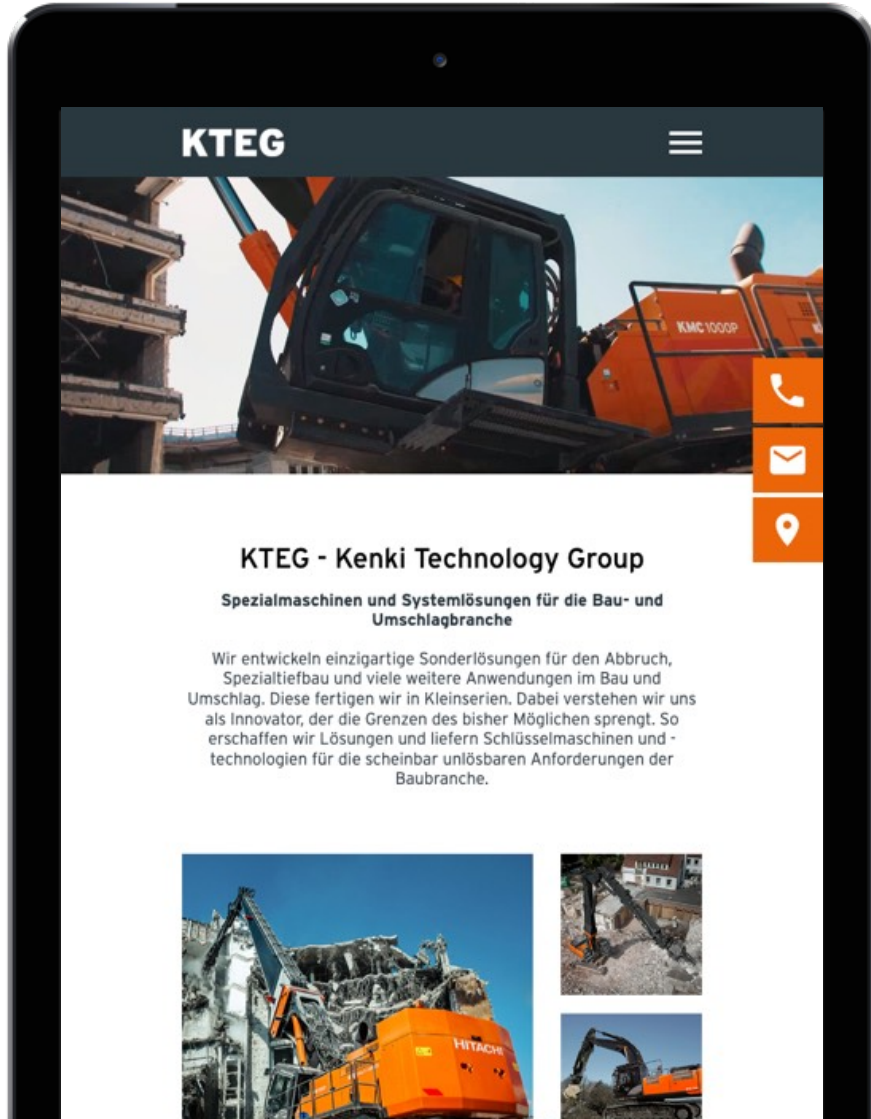 KTEG
KMC 1000P
KTEG - Kenki Technology Group
Spezialmaschinen und Systemlösungen für die Bau- und
Umschlagbranche
Wir entwickeln einzigartige Sonderlösungen für den Abbruch,
Spezialtiefbau und viele weitere Anwendungen im Bau und
Umschlag. Diese fertigen wir in Kleinserien. Dabei verstehen wir uns
als Innovator, der die Grenzen des bisher Möglichen sprengt. So
erschaffen wir Lösungen und liefern Schlüsselmaschinen und -
technologien für die scheinbar unlösbaren Anforderungen der
Baubranche.
HITACHI